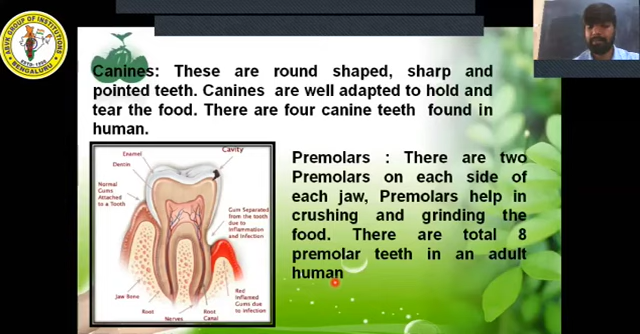 ABVK GROUP OF INSTITUTIONS
BENGALURU
Canines: These are round shaped, sharp and
pointed teeth. Canines are well adapted to hold and
tear the food. There are four canine teeth found in
human.
Premolars : There are two
Premolars on each side of
each jaw, Premolars help in
crushing and grinding the
food. There are total 8
premolar teeth in an adult
human
Enamel
Dentin
Normal
Gums
Attached
to a Tooth
Cavity
Gum Separated
from the tooth
due to
Inflammation
and Infection
Jaw Bone
Root
Nerves
Root
Canal
Red
Inflamed
Gums due to
infection